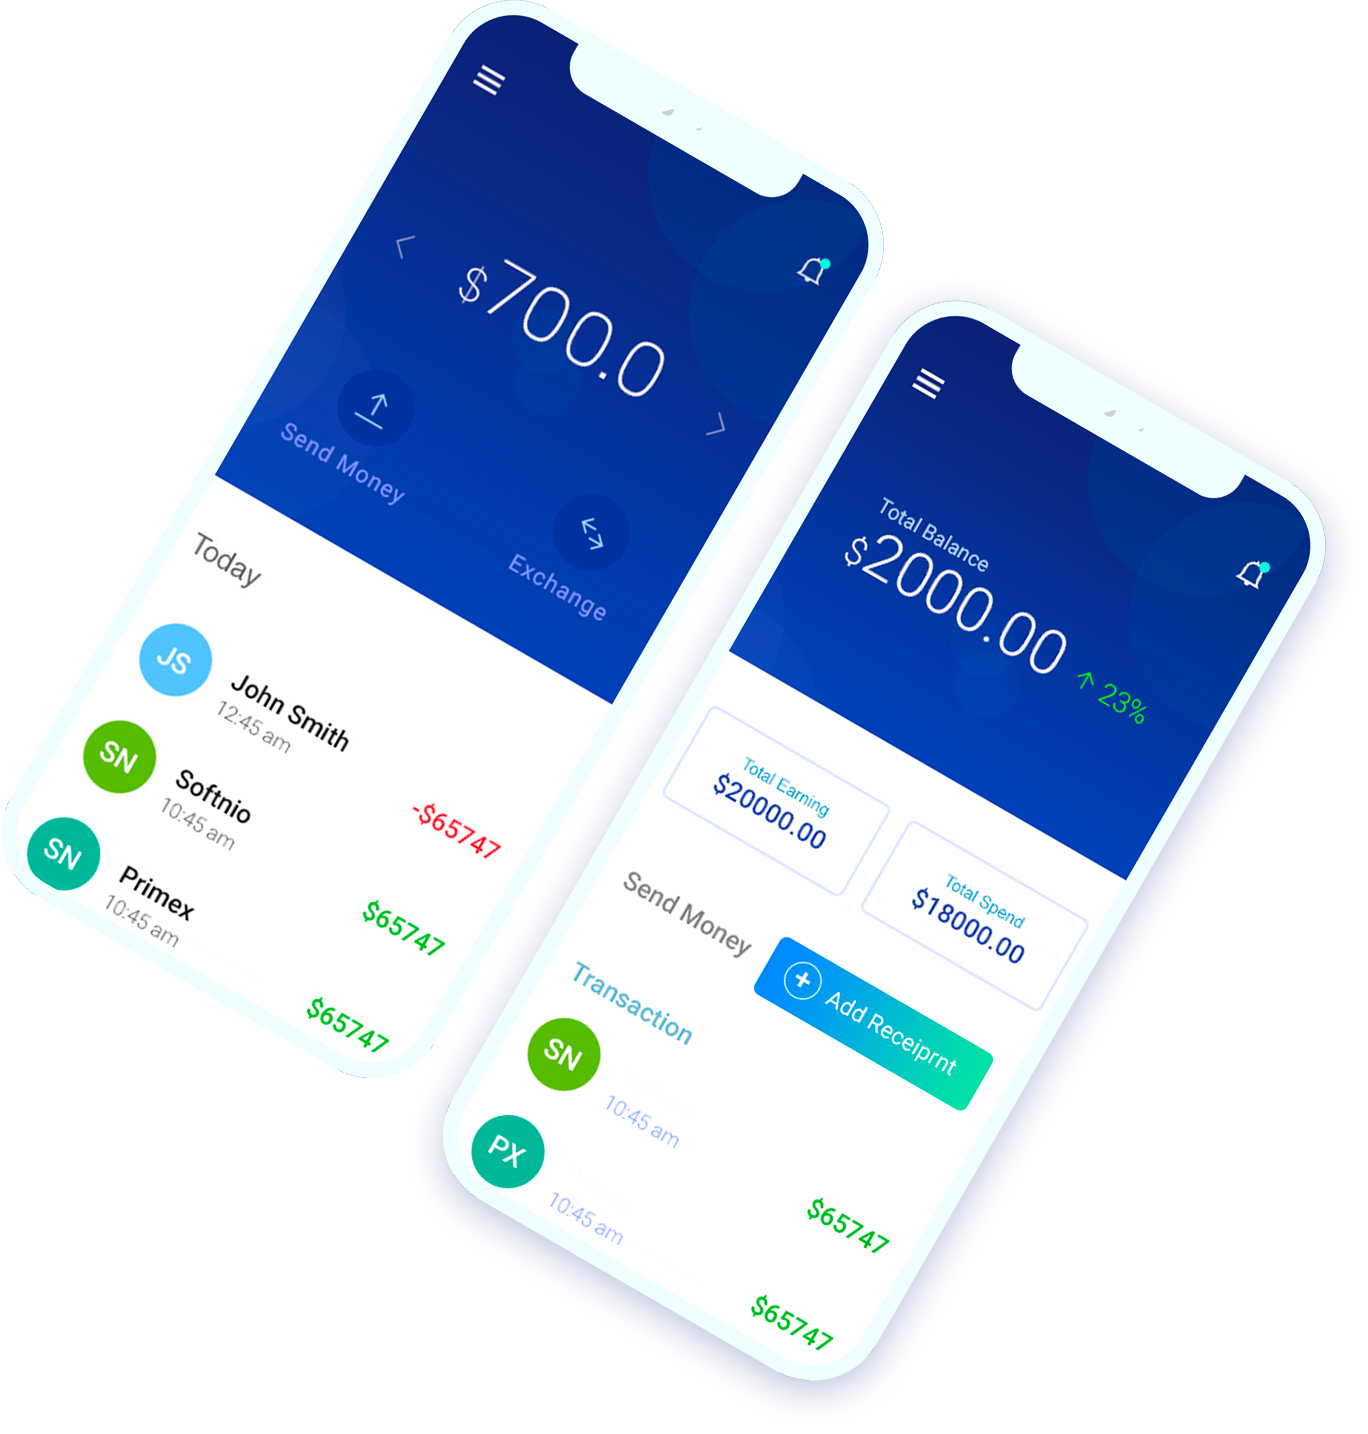 $700.0
Send Money
Exchange
Today
JS
John Smith
12:45 am
-$65747
SN
Softnio
10:45 am
$65747
SN
Primex
10:45 am
$65747
Total Balance
$2000.00
23%
Total Earning
$20000.00
Total Spend
$18000.00
Send Money
Add Receiprnt
Transaction
SN
10:45 am
$65747
PX
10:45 am
$65747